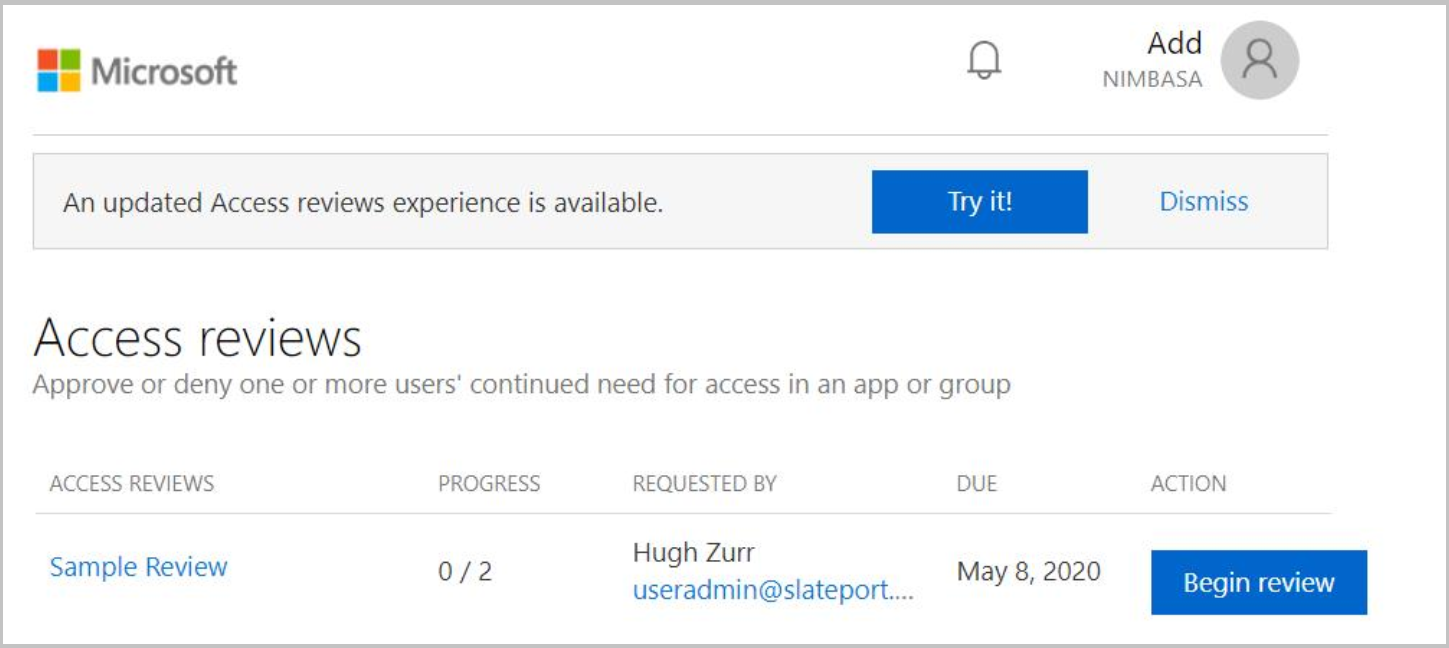 Microsoft
Add
NIMBASA
An updated Access reviews experience is available.
Try it!
Dismiss
Access reviews
Approve or deny one or more users' continued need for access in an app or group
ACCESS REVIEWS PROGRESS REQUESTED BY DUE ACTION
Sample Review 0 / 2 Hugh Zurr May 8, 2020 Begin review
useradmin@slateport....